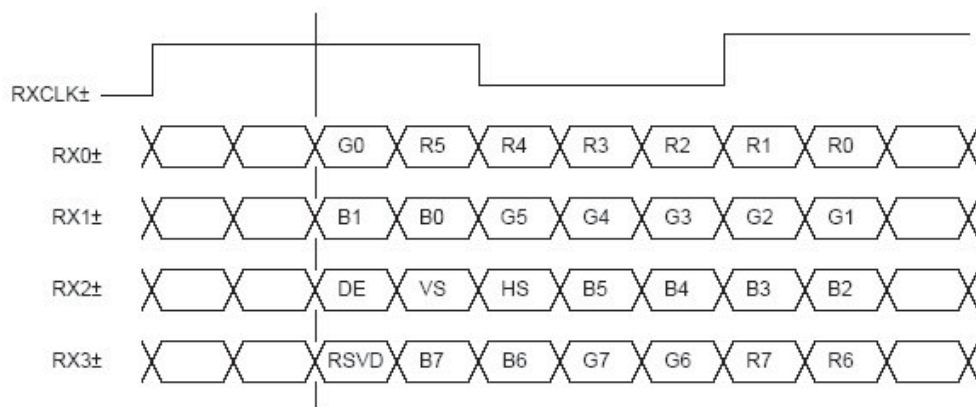 RXCLK±
RX0± G0 R5 R4 R3 R2 R1 R0
RX1± B1 B0 G5 G4 G3 G2 G1
RX2± DE VS HS B5 B4 B3 B2
RX3± RSVD B7 B6 G7 G6 R7 R6